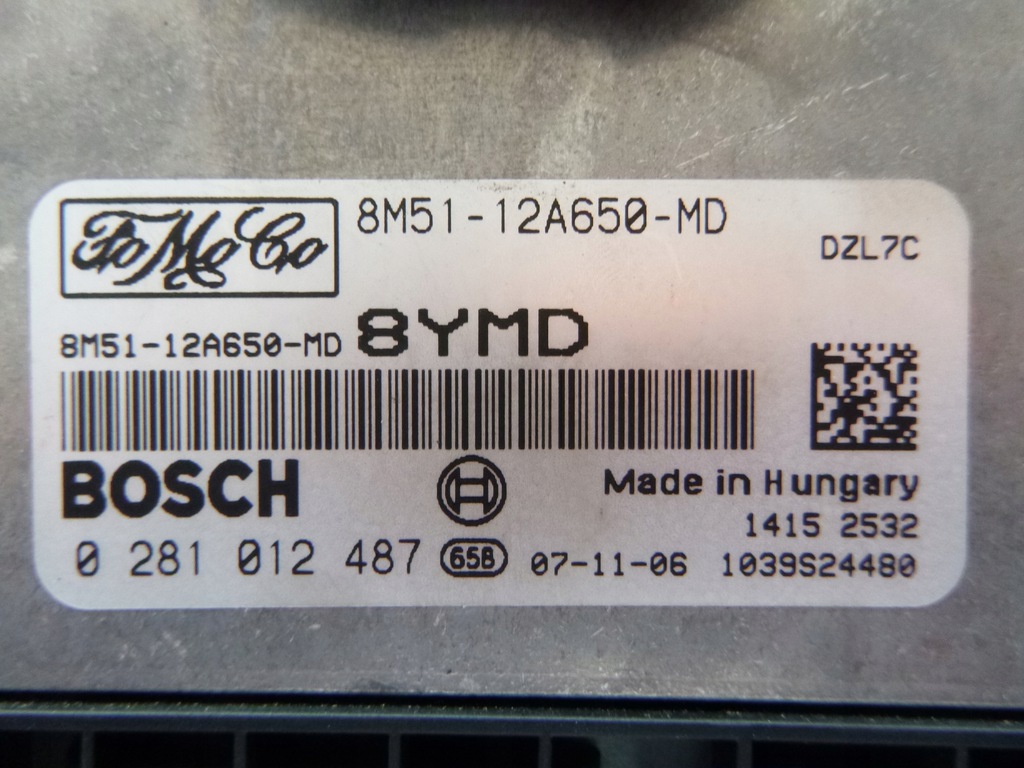 FoMoCo 8M51-12A650-MD
DZL7C
8M51-12A650-MD 8YMD
BOSCH
Made in Hungary
1415 2532
0 281 012 487 65B 07-11-06 1039S24480